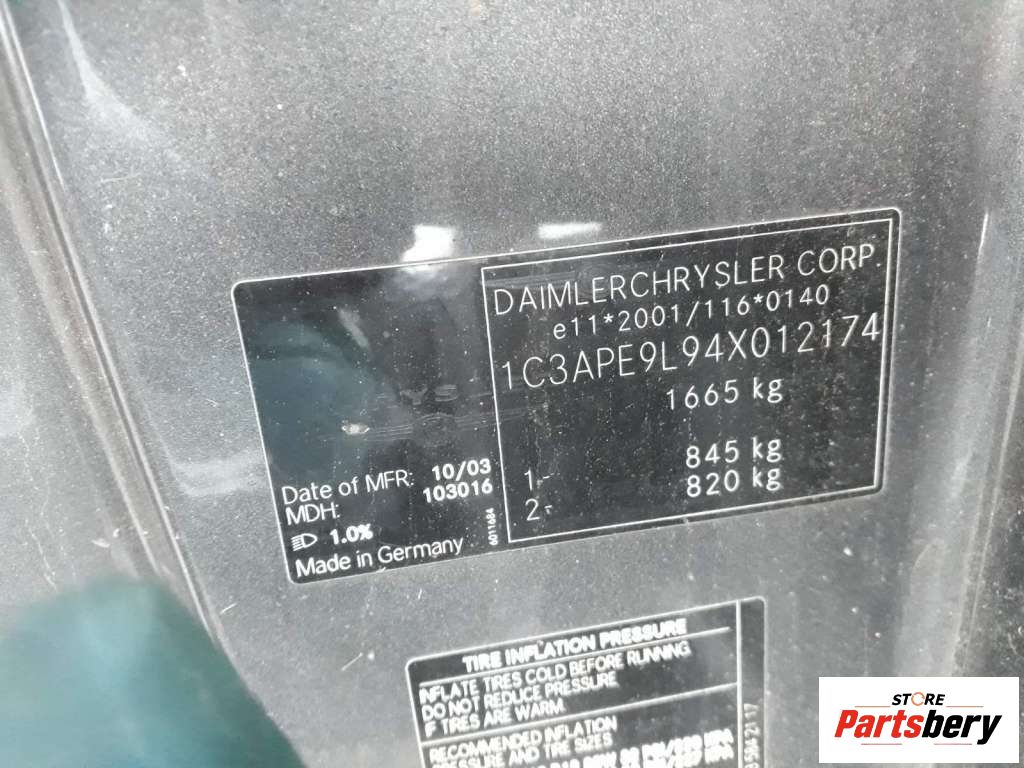 DAIMLERCHRYSLER CORP.
e11*2001/116*0140
1C3APE9L94X012174
1665 kg
1- 845 kg
2- 820 kg
Date of MFR: 10/03
MDH: 103016
1.0%
Made in Germany
6011684
TIRE INFLATION PRESSURE
INFLATE TIRES COLD BEFORE RUNNING.
DO NOT REDUCE PRESSURE
IF TIRES ARE WARM.
RECOMMENDED INFLATION
PRESSURE AND TIRE SIZES
STORE
Partsbery